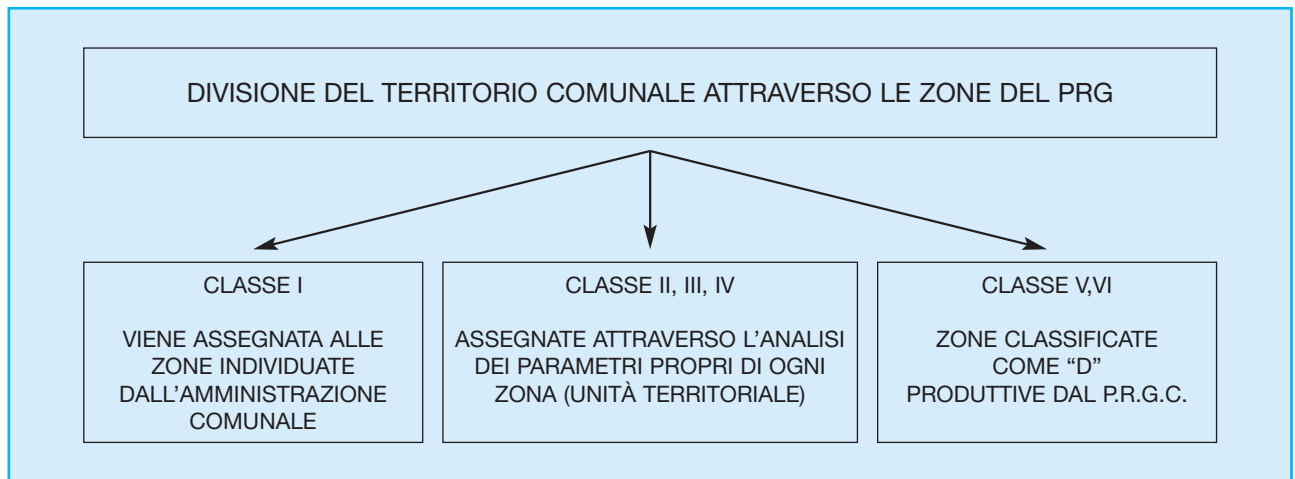 DIVISIONE DEL TERRITORIO COMUNALE ATTRAVERSO LE ZONE DEL PRG
CLASSE I
VIENE ASSEGNATA ALLE
ZONE INDIVIDUATE
DALL’AMMINISTRAZIONE
COMUNALE
CLASSE II, III, IV
ASSEGNATE ATTRAVERSO L’ANALISI
DEI PARAMETRI PROPRI DI OGNI
ZONA (UNITÀ TERRITORIALE)
CLASSE V,VI
ZONE CLASSIFICATE
COME “D”
PRODUTTIVE DAL P.R.G.C.